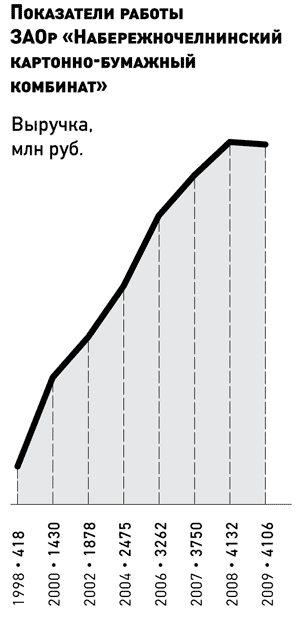 Показатели работы
ЗАОр «Набережночелнинский
картонно-бумажный
комбинат»
Выручка,
млн руб.
1998 • 418
2000 • 1430
2002 • 1878
2004 • 2475
2006 • 3262
2007 • 3750
2008 • 4132
2009 • 4106